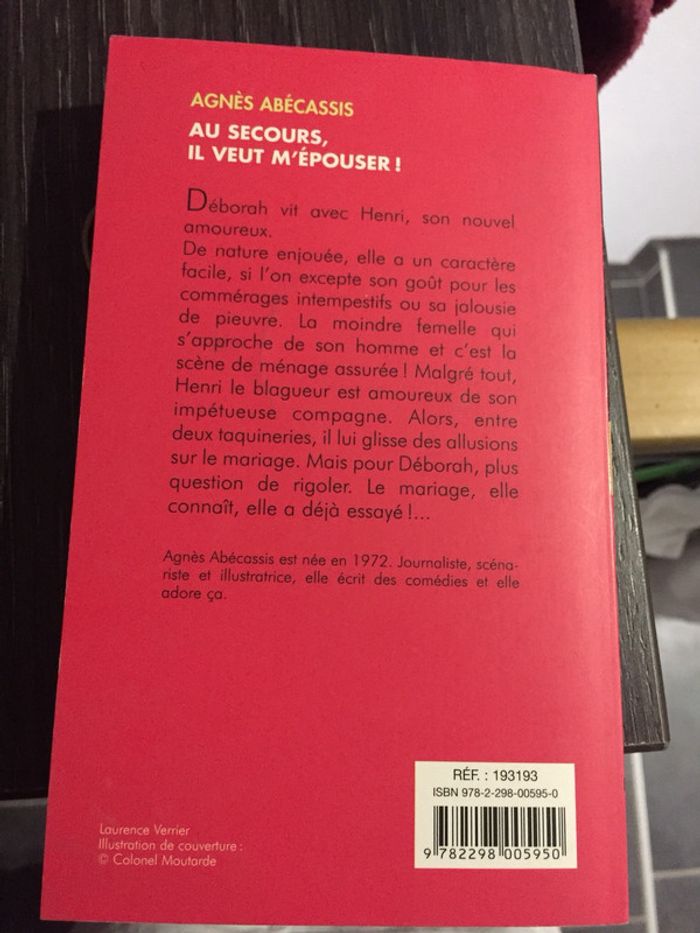 AGNÈS ABÉCASSIS
AU SECOURS,
IL VEUT M'ÉPOUSER !
Déborah vit avec Henri, son nouvel
amoureux.
De nature enjouée, elle a un caractère
facile, si l'on excepte son goût pour les
commérages intempestifs ou sa jalousie
de pieuvre. La moindre femelle qui
s'approche de son homme et c'est la
scène de ménage assurée ! Malgré tout,
Henri le blagueur est amoureux de son
impétueuse compagne. Alors, entre
deux taquineries, il lui glisse des allusions
sur le mariage. Mais pour Déborah, plus
question de rigoler. Le mariage, elle
connaît, elle a déjà essayé !...
Agnès Abécassis est née en 1972. Journaliste, scéna-
riste et illustratrice, elle écrit des comédies et elle
adore ça.
RÉF. : 193193
ISBN 978-2-298-00595-0
9 782298 005950
Laurence Verrier
Illustration de couverture :
© Colonel Moutarde